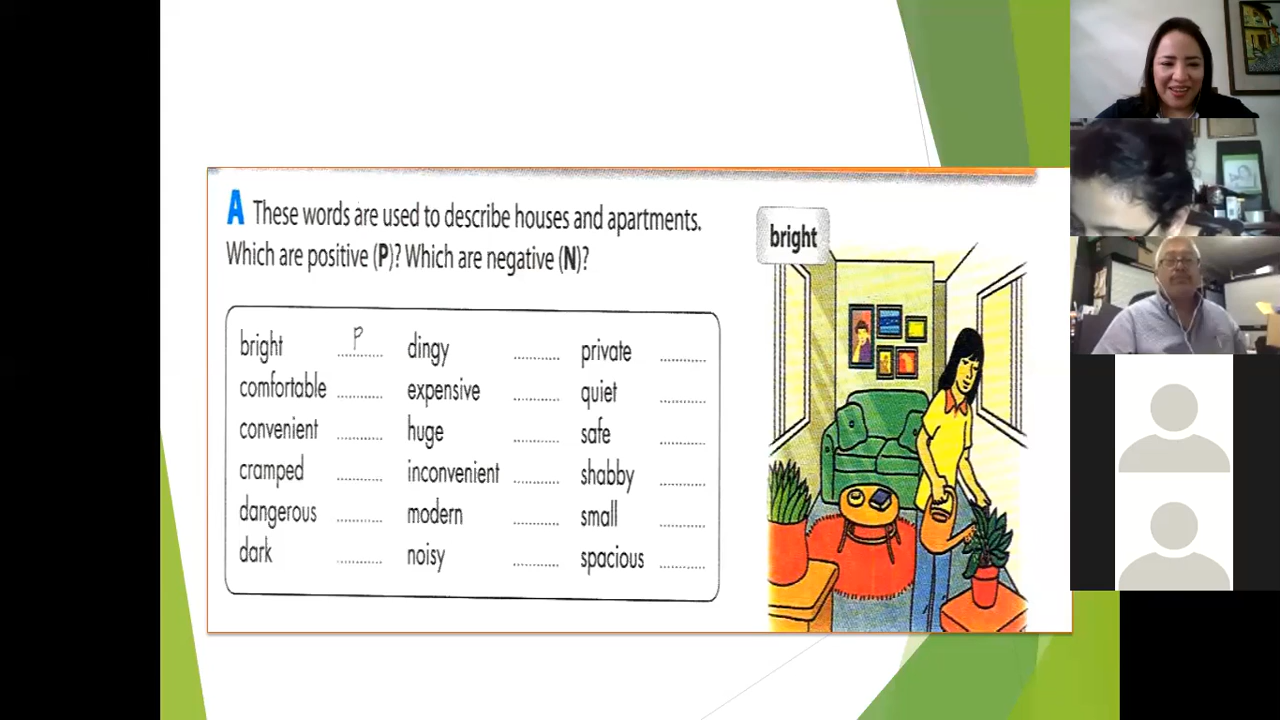 A These words are used to describe houses and apartments.
Which are positive (P)? Which are negative (N)?
bright
bright P dingy .......... private ..........
comfortable .......... expensive .......... quiet ..........
convenient .......... huge .......... safe ..........
cramped .......... inconvenient .......... shabby ..........
dangerous .......... modern .......... small ..........
dark .......... noisy .......... spacious ..........